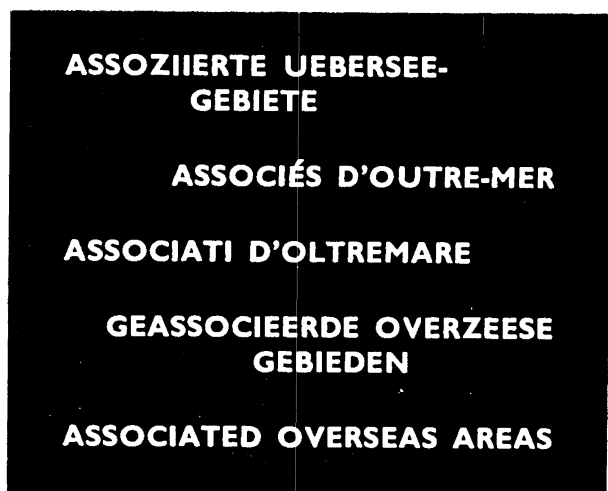 ASSOZIIERTE UEBERSEE-
GEBIETE
ASSOCIÉS D'OUTRE-MER
ASSOCIATI D'OLTREMARE
GEASSOCIEERDE OVERZEESE
GEBIEDEN
ASSOCIATED OVERSEAS AREAS